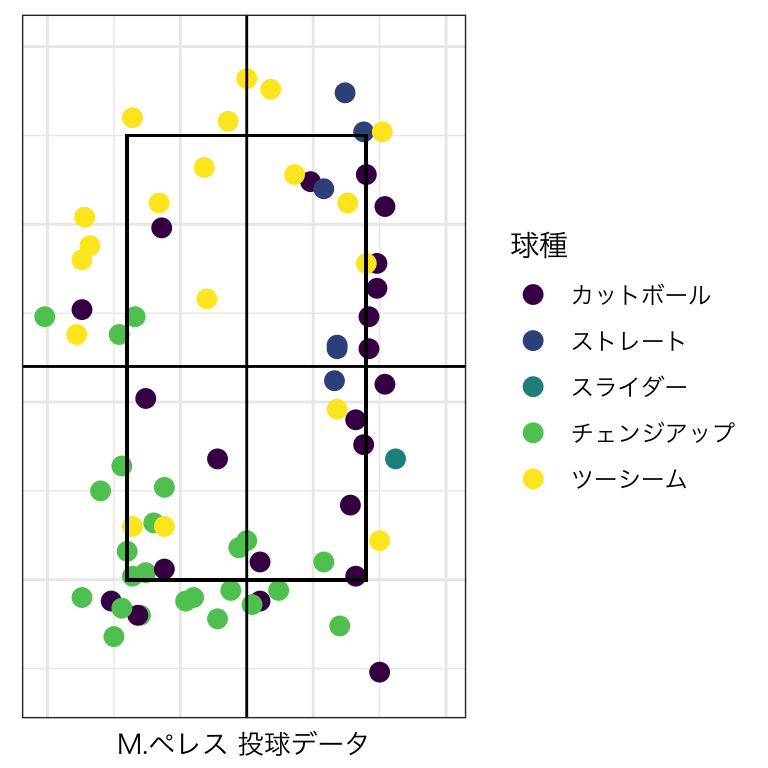 球種
カットボール
ストレート
スライダー
チェンジアップ
ツーシーム
M.ペレス 投球データ